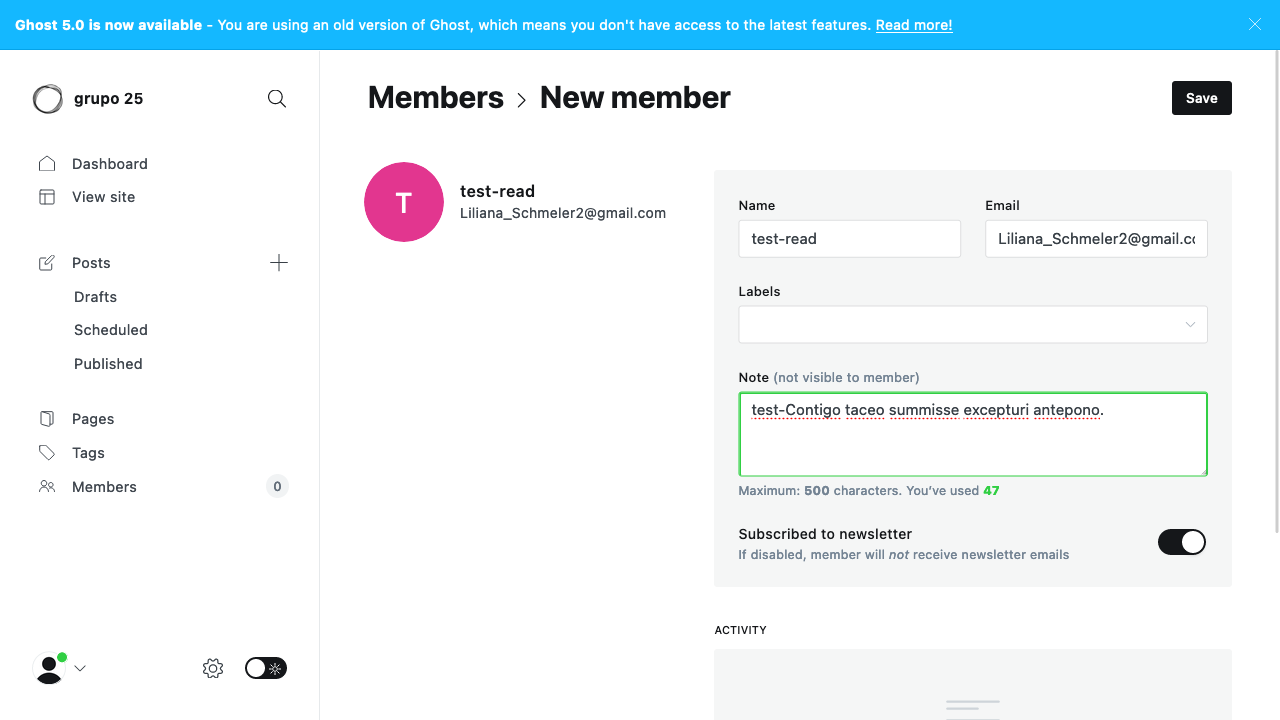 Ghost 5.0 is now available - You are using an old version of Ghost, which means you don't have access to the latest features. Read more!
grupo 25
Dashboard
View site
Posts
Drafts
Scheduled
Published
Pages
Tags
Members 0
Members > New member
Save
T
test-read
Liliana_Schmeler2@gmail.com
Name
test-read
Email
Liliana_Schmeler2@gmail.co
Labels
Note (not visible to member)
test-Contigo taceo summisse excepturi antepono.
Maximum: 500 characters. You've used 47
Subscribed to newsletter
If disabled, member will not receive newsletter emails
ACTIVITY